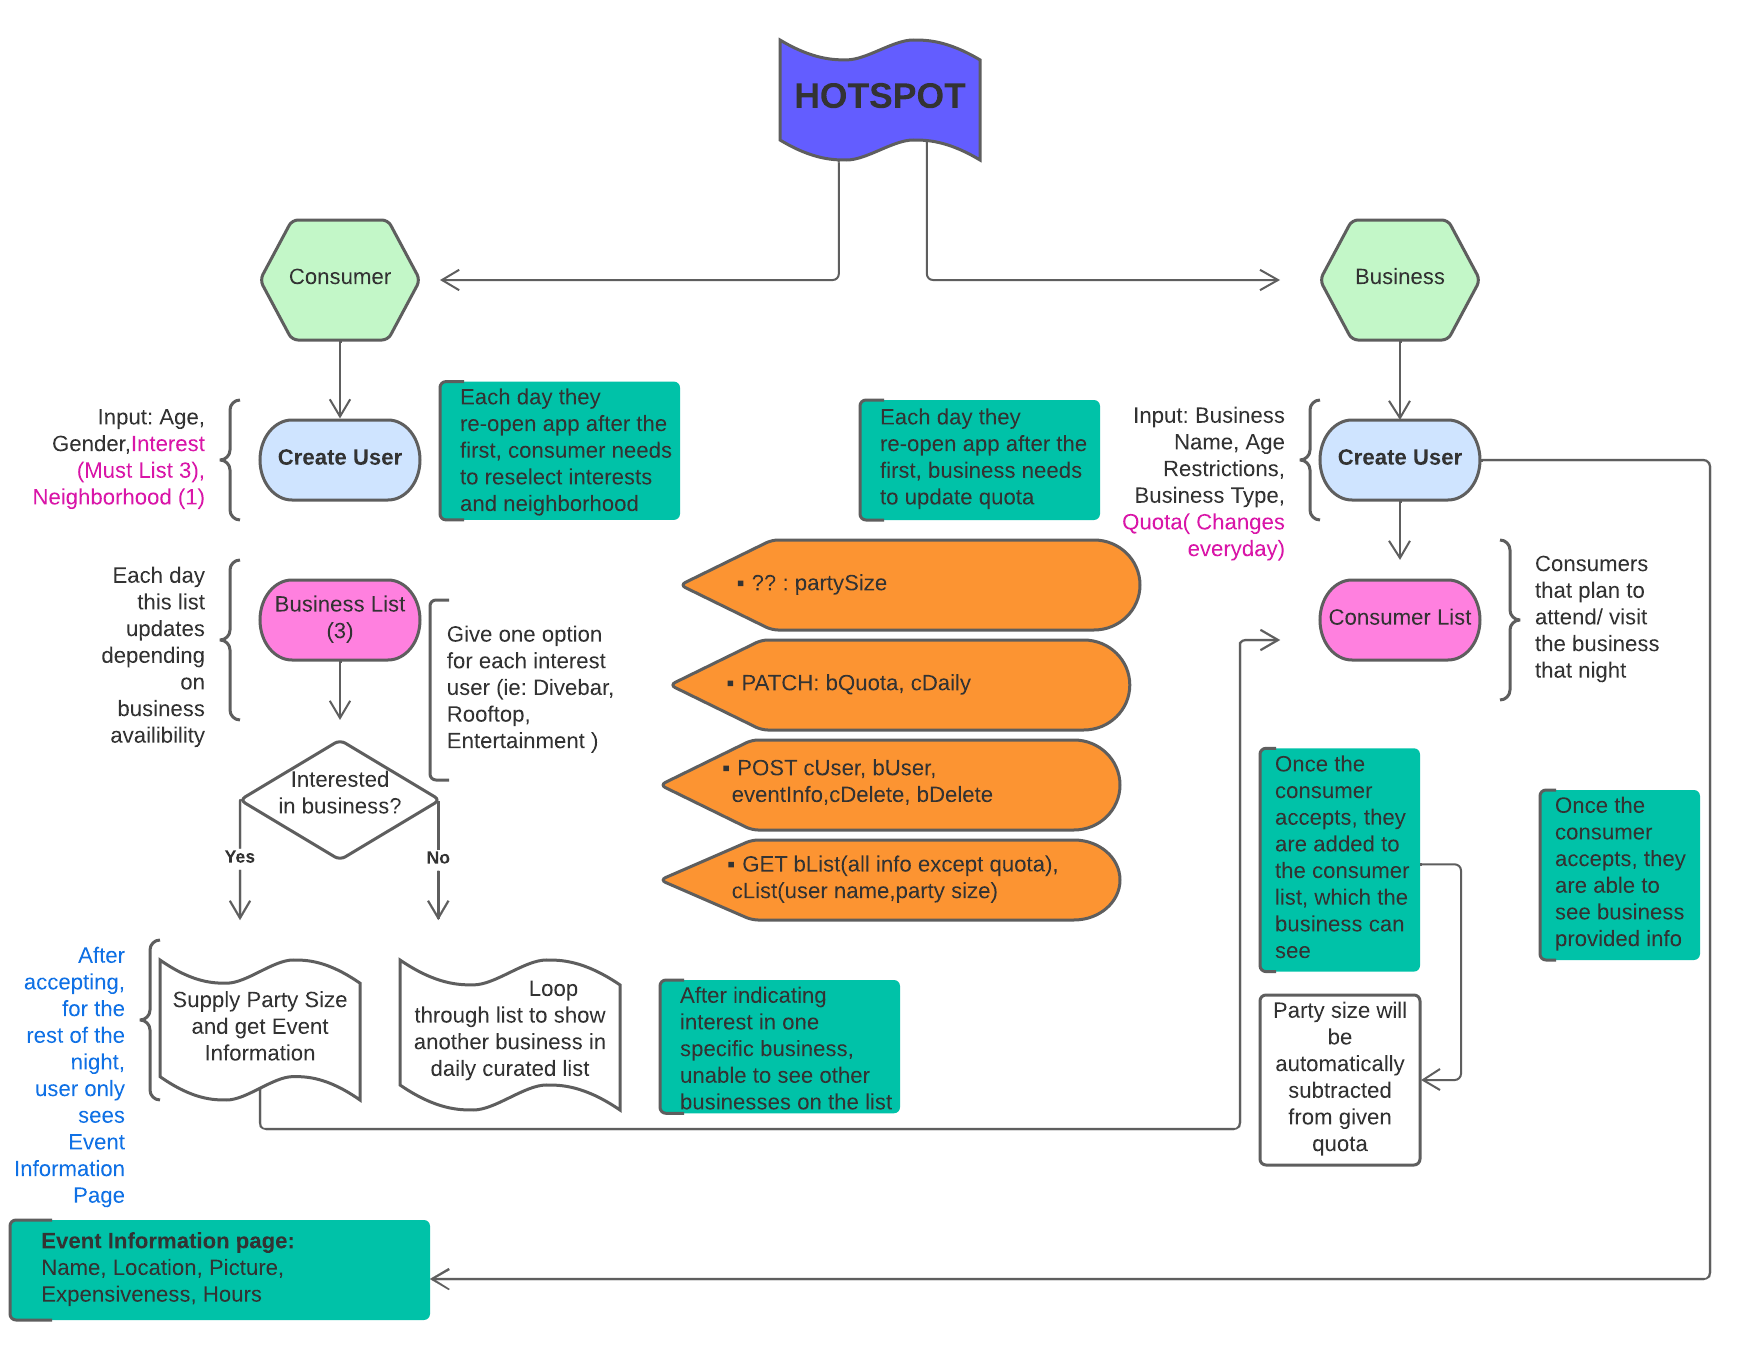 HOTSPOT
Consumer
Business
Input: Age,
Gender,Interest
(Must List 3),
Neighborhood (1)
Create User
Each day they
re-open app after the
first, consumer needs
to reselect interests
and neighborhood
Each day they
re-open app after the
first, business needs
to update quota
Input: Business
Name, Age
Restrictions,
Business Type,
Quota( Changes
everyday)
Create User
Each day
this list
updates
depending
on
business
availibility
Business List
(3)
Give one option
for each interest
user (ie: Divebar,
Rooftop,
Entertainment )
▪ ?? : partySize
▪ PATCH: bQuota, cDaily
▪ POST cUser, bUser,
eventInfo,cDelete, bDelete
▪ GET bList(all info except quota),
cList(user name,party size)
Consumer List
Consumers
that plan to
attend/ visit
the business
that night
Interested
in business?
Yes
No
Once the
consumer
accepts, they
are added to
the consumer
list, which the
business can
see
Once the
consumer
accepts, they
are able to
see business
provided info
After
accepting,
for the
rest of the
night,
user only
sees
Event
Information
Page
Supply Party Size
and get Event
Information
Loop
through list to show
another business in
daily curated list
After indicating
interest in one
specific business,
unable to see other
businesses on the list
Party size will
be
automatically
subtracted
from given
quota
Event Information page:
Name, Location, Picture,
Expensiveness, Hours